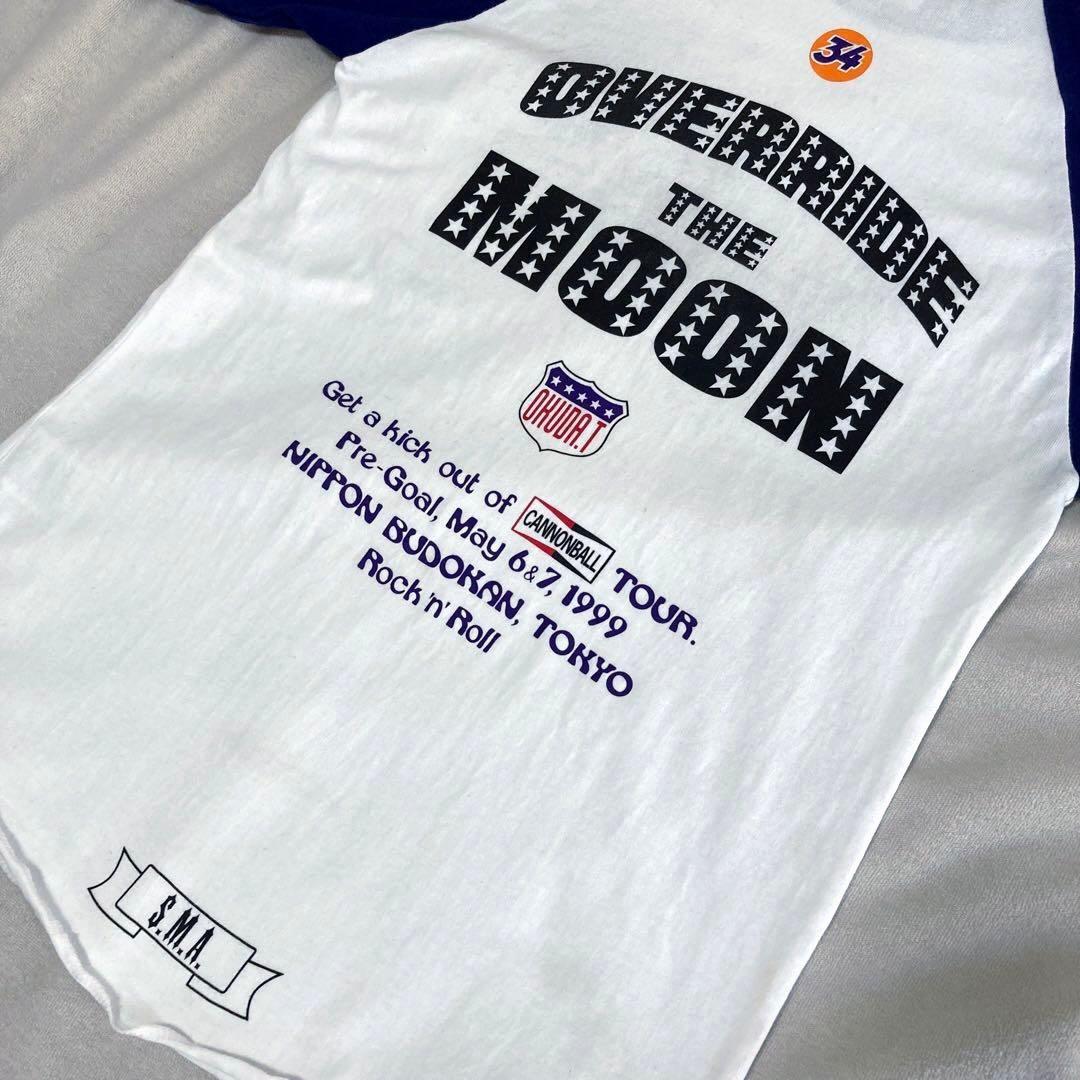 34
OVERRIDE
THE
MOON
OKUDA.T
Get a kick out of CANNONBALL TOUR.
Pre-Goal, May 6&7, 1999
NIPPON BUDOKAN, TOKYO
Rock 'n' Roll
S.M.A.